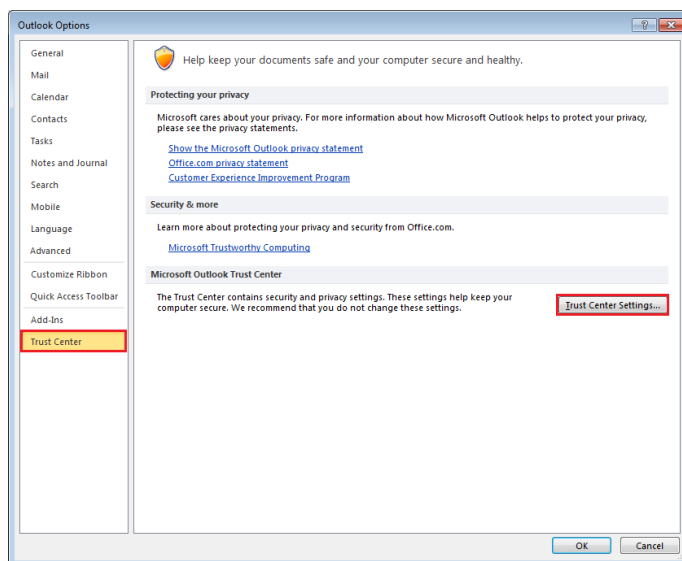 Outlook Options
General
Mail
Calendar
Contacts
Tasks
Notes and Journal
Search
Mobile
Language
Advanced
Customize Ribbon
Quick Access Toolbar
Add-Ins
Trust Center
Help keep your documents safe and your computer secure and healthy.
Protecting your privacy
Microsoft cares about your privacy. For more information about how Microsoft Outlook helps to protect your privacy,
please see the privacy statements.
Show the Microsoft Outlook privacy statement
Office.com privacy statement
Customer Experience Improvement Program
Security & more
Learn more about protecting your privacy and security from Office.com.
Microsoft Trustworthy Computing
Microsoft Outlook Trust Center
The Trust Center contains security and privacy settings. These settings help keep your
computer secure. We recommend that you do not change these settings.
Trust Center Settings...
OK
Cancel